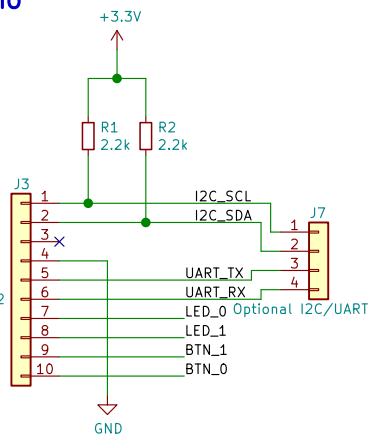 +3.3V
R1
2.2k
R2
2.2k
J3
1
2
3
4
5
6
7
8
9
10
I2C_SCL
I2C_SDA
UART_TX
UART_RX
LED_0
LED_1
BTN_1
BTN_0
J7
1
2
3
4
Optional I2C/UART
GND